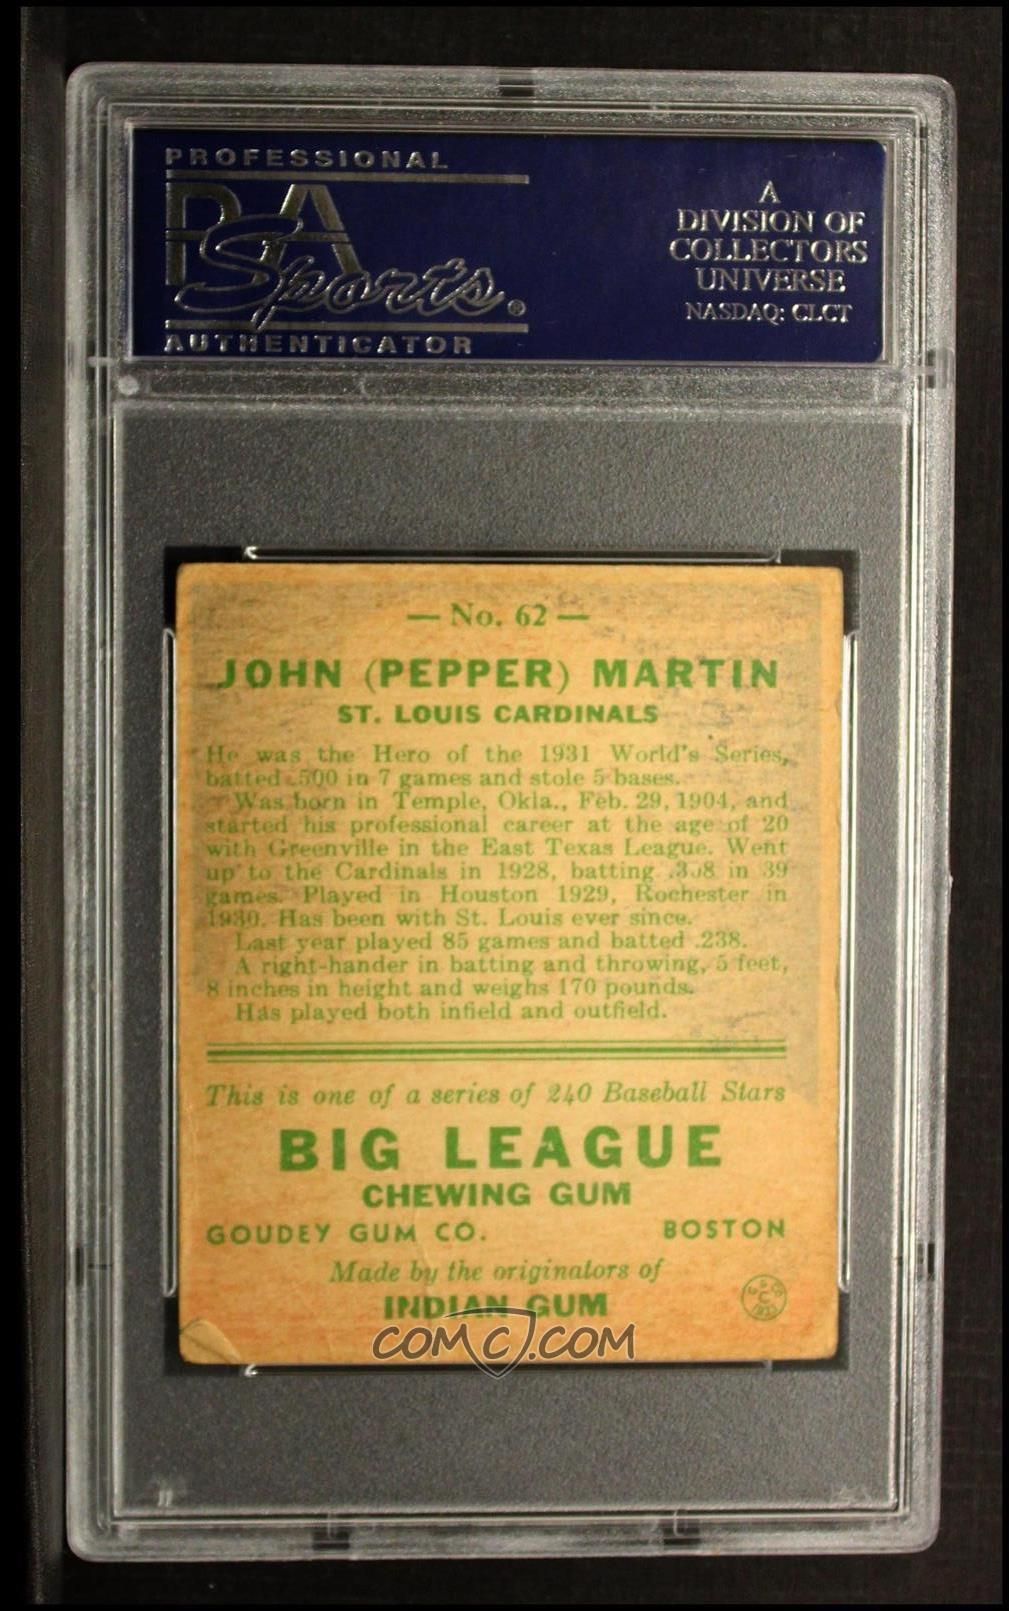 PROFESSIONAL
PSA
Sports®
AUTHENTICATOR
A
DIVISION OF
COLLECTORS
UNIVERSE
NASDAQ: CLCT
— No. 62 —
JOHN (PEPPER) MARTIN
ST. LOUIS CARDINALS
He was the Hero of the 1931 World's Series,
batted .500 in 7 games and stole 5 bases.
Was born in Temple, Okla., Feb. 29, 1904, and
started his professional career at the age of 20
with Greenville in the East Texas League. Went
up to the Cardinals in 1928, batting in 39
games. Played in Houston 1929, Rochester in
1930. Has been with St. Louis ever since.
Last year played 85 games and batted .238.
A right-hander in batting and throwing, 5 feet,
8 inches in height and weighs 170 pounds.
Has played both infield and outfield.
This is one of a series of 240 Baseball Stars
BIG LEAGUE
CHEWING GUM
GOUDEY GUM CO. BOSTON
Made by the originators of
INDIAN GUM
COMC.COM